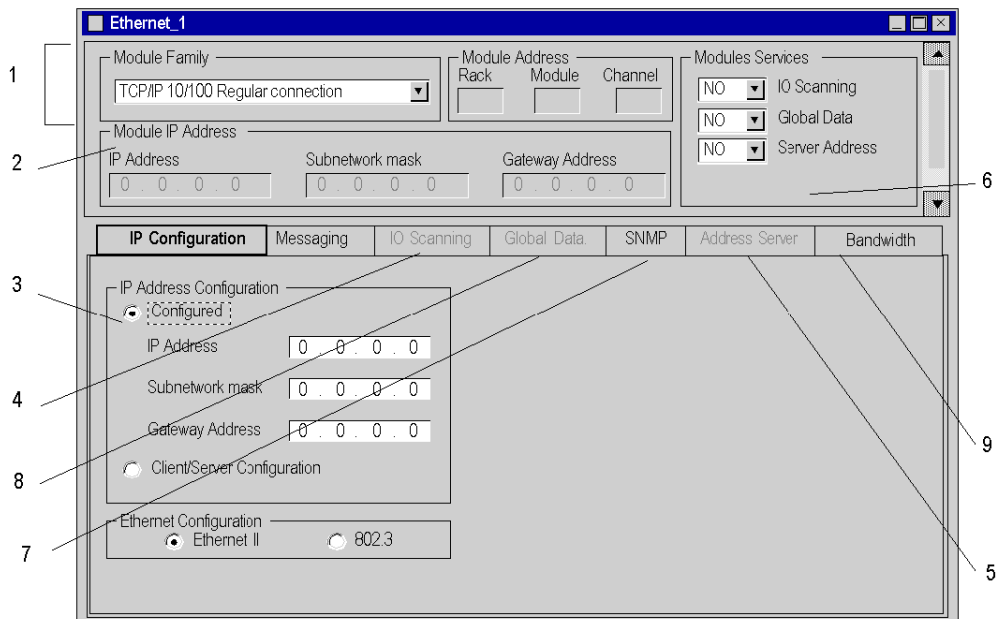 Ethernet_1
1
Module Family
TCP/IP 10/100 Regular connection
Module Address
Rack Module Channel
Modules Services
NO IO Scanning
NO Global Data
NO Server Address
2
Module IP Address
IP Address Subnetwork mask Gateway Address
0 . 0 . 0 . 0 0 . 0 . 0 . 0 0 . 0 . 0 . 0
6
IP Configuration Messaging IO Scanning Global Data. SNMP Address Server Bandwidth
3
IP Address Configuration
Configured
IP Address 0 . 0 . 0 . 0
Subnetwork mask 0 . 0 . 0 . 0
4
Gateway Address 0 . 0 . 0 . 0
9
Client/Server Configuration
8
Ethernet Configuration
Ethernet II 802.3
7
5